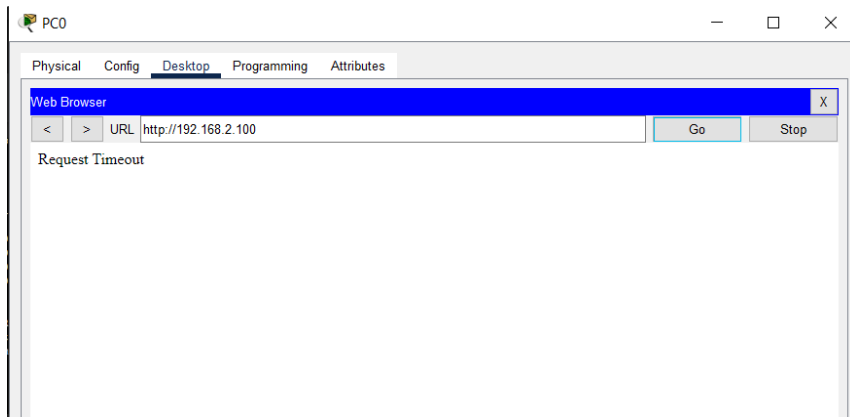 PC0
Physical Config Desktop Programming Attributes
Web Browser X
< > URL http://192.168.2.100 Go Stop
Request Timeout